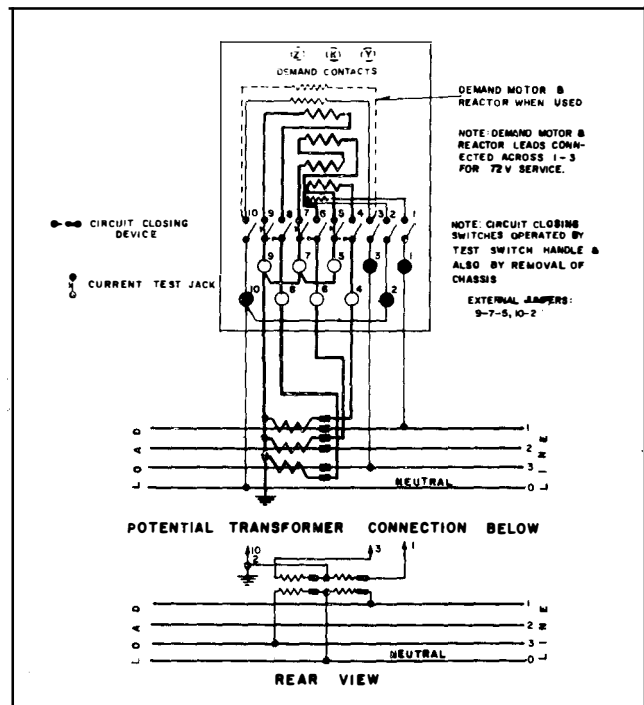 (Z) (K) (Y)
DEMAND CONTACTS
DEMAND MOTOR &
REACTOR WHEN USED
NOTE: DEMAND MOTOR &
REACTOR LEADS CONN-
ECTED ACROSS 1-3
FOR 72V SERVICE.
10 9 8 7 6 5 4 3 2 1
CIRCUIT CLOSING
DEVICE
NOTE: CIRCUIT CLOSING
SWITCHES OPERATED BY
TEST SWITCH HANDLE &
ALSO BY REMOVAL OF
CHASSIS
9 7 5 3 1
CURRENT TEST JACK
10 8 6 4 2
EXTERNAL JUMPERS:
9-7-5, 10-2
LOAD
1
2
3
NEUTRAL 0
LINE
POTENTIAL TRANSFORMER CONNECTION BELOW
10 3 1
2
LOAD
1
2
3
NEUTRAL 0
LINE
REAR VIEW